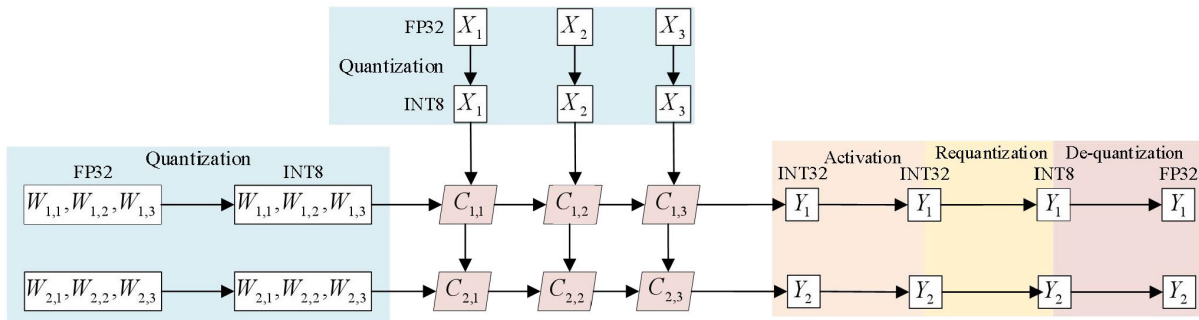 FP32 X₁ X₂ X₃
Quantization
INT8 X₁ X₂ X₃
Quantization
FP32 INT8
W₁,₁,W₁,₂,W₁,₃ W₁,₁,W₁,₂,W₁,₃ C₁,₁ C₁,₂ C₁,₃
W₂,₁,W₂,₂,W₂,₃ W₂,₁,W₂,₂,W₂,₃ C₂,₁ C₂,₂ C₂,₃
Activation Requantization De-quantization
INT32 INT32 INT8 FP32
Y₁ Y₁ Y₁ Y₁
Y₂ Y₂ Y₂ Y₂